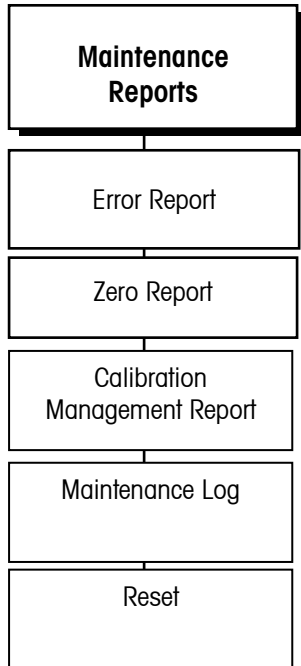 Maintenance
Reports
Error Report
Zero Report
Calibration
Management Report
Maintenance Log
Reset